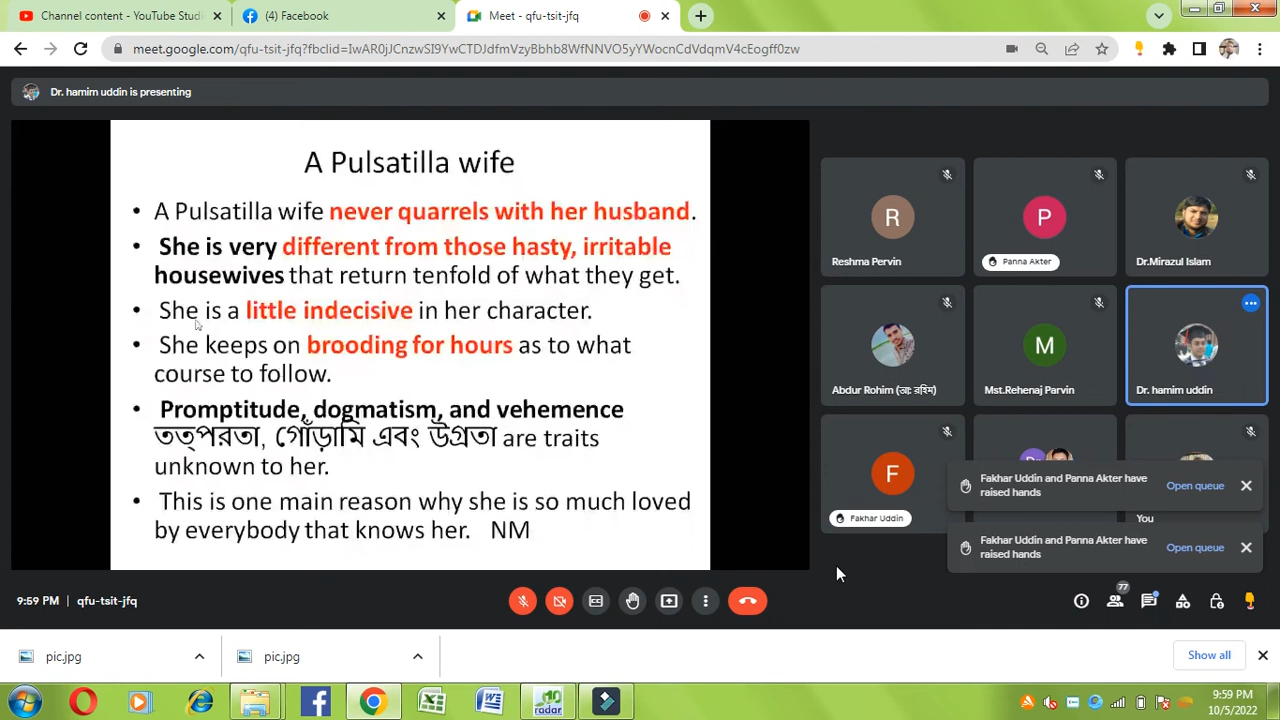 Channel content - YouTube Studi
(4) Facebook
Meet - qfu-tsit-jfq
meet.google.com/qfu-tsit-jfq?fbclid=IwAR0jJCnzwSI9YwCTDJdfmVzyBbhb8WfNNVO5yYWocnCdVdqmV4cEogff0zw
Dr. hamim uddin is presenting
A Pulsatilla wife
• A Pulsatilla wife never quarrels with her husband.
• She is very different from those hasty, irritable
housewives that return tenfold of what they get.
• She is a little indecisive in her character.
• She keeps on brooding for hours as to what
course to follow.
• Promptitude, dogmatism, and vehemence
তত্পরতা, গোঁড়ামি এবং উগ্রতা are traits
unknown to her.
• This is one main reason why she is so much loved
by everybody that knows her. NM
R
Reshma Pervin
P
Panna Akter
Dr.Mirazul Islam
Abdur Rohim (আঃ রহিম)
M
Mst.Rehenaj Parvin
Dr. hamim uddin
F
Fakhar Uddin
Fakhar Uddin and Panna Akter have
raised hands
Open queue
You
Fakhar Uddin and Panna Akter have
raised hands
Open queue
9:59 PM | qfu-tsit-jfq
77
pic.jpg
pic.jpg
Show all
10
radar
9:59 PM
10/5/2022